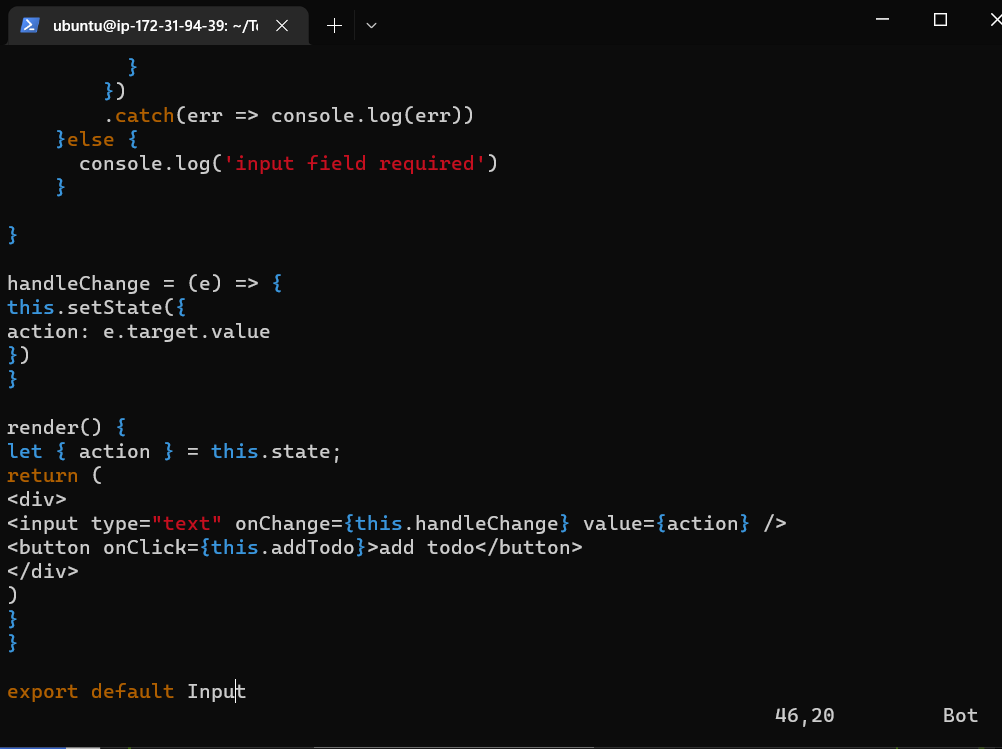 ubuntu@ip-172-31-94-39: ~/To
}
})
.catch(err => console.log(err))
}else {
console.log('input field required')
}
}
handleChange = (e) => {
this.setState({
action: e.target.value
})
}
render() {
let { action } = this.state;
return (
<div>
<input type="text" onChange={this.handleChange} value={action} />
<button onClick={this.addTodo}>add todo</button>
</div>
)
}
}
export default Input
46,20 Bot